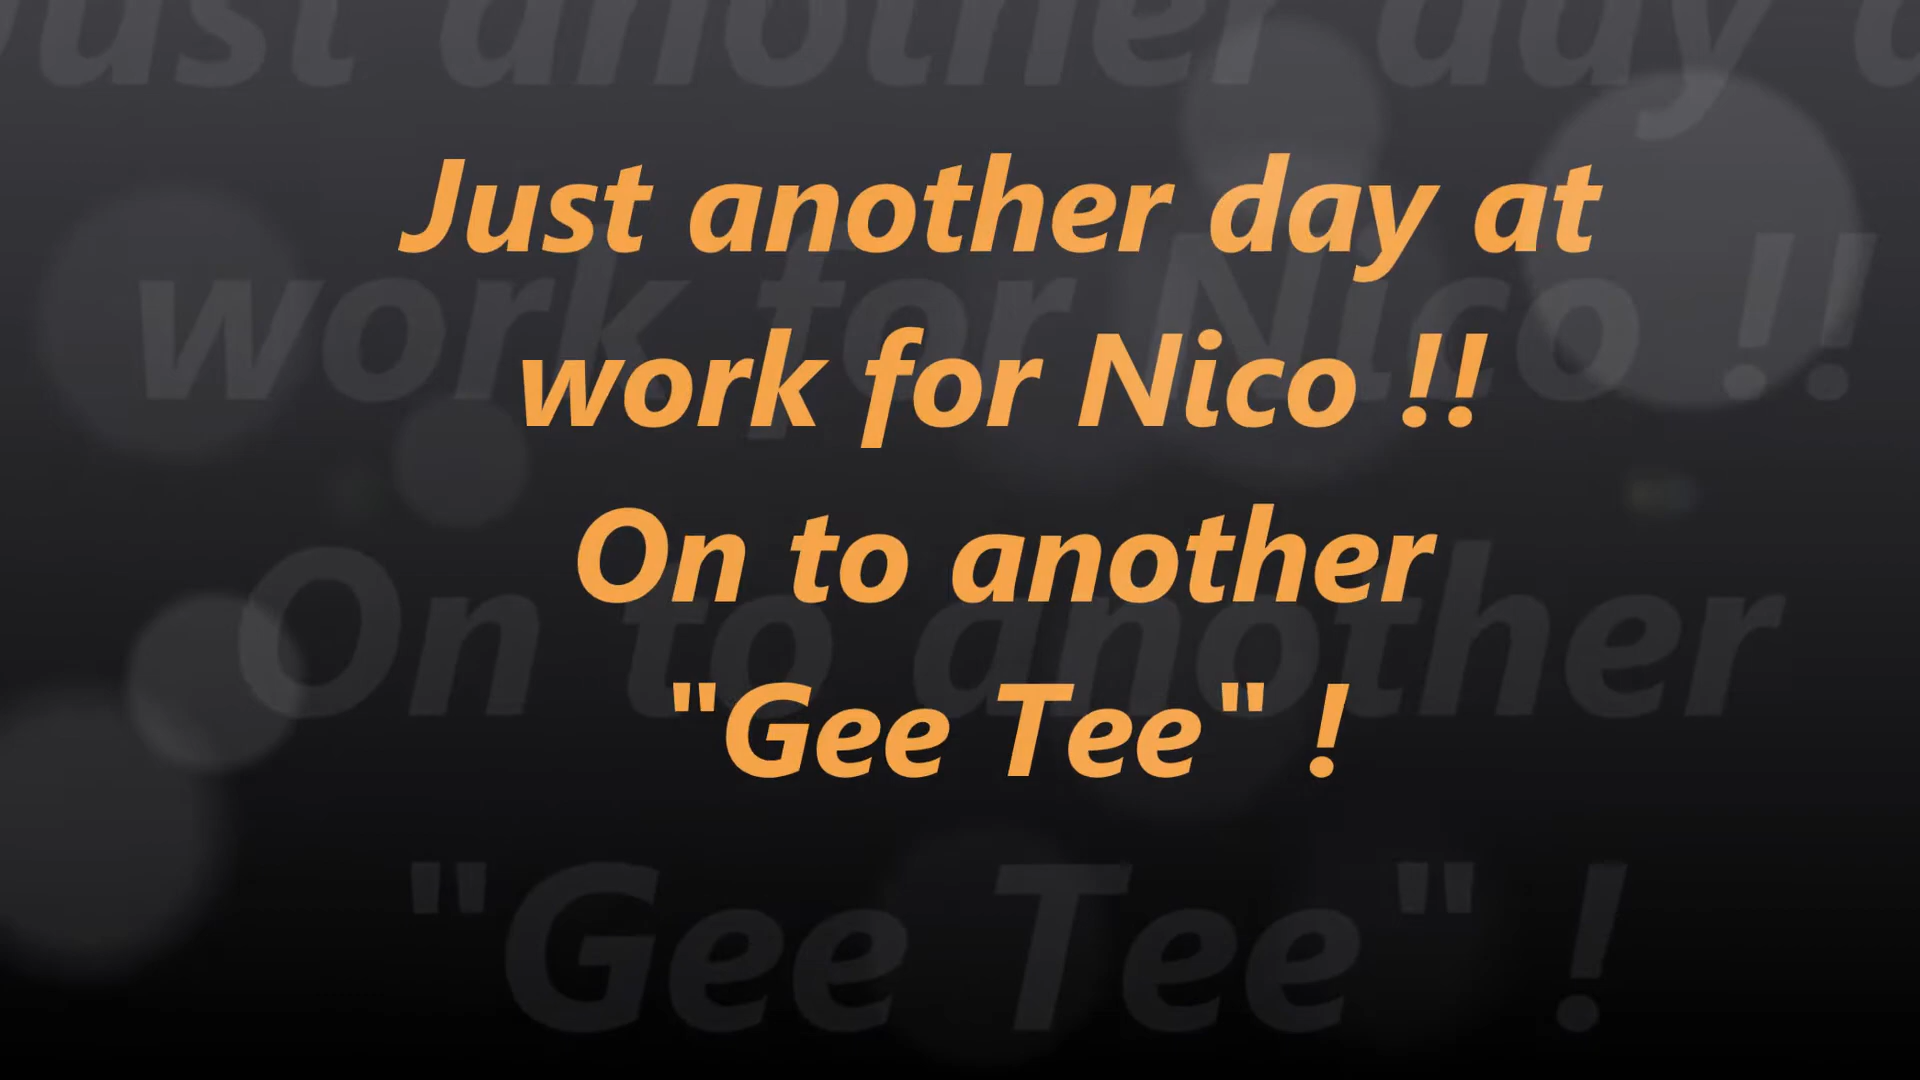 Just another day at
work for Nico !!
On to another
"Gee Tee" !